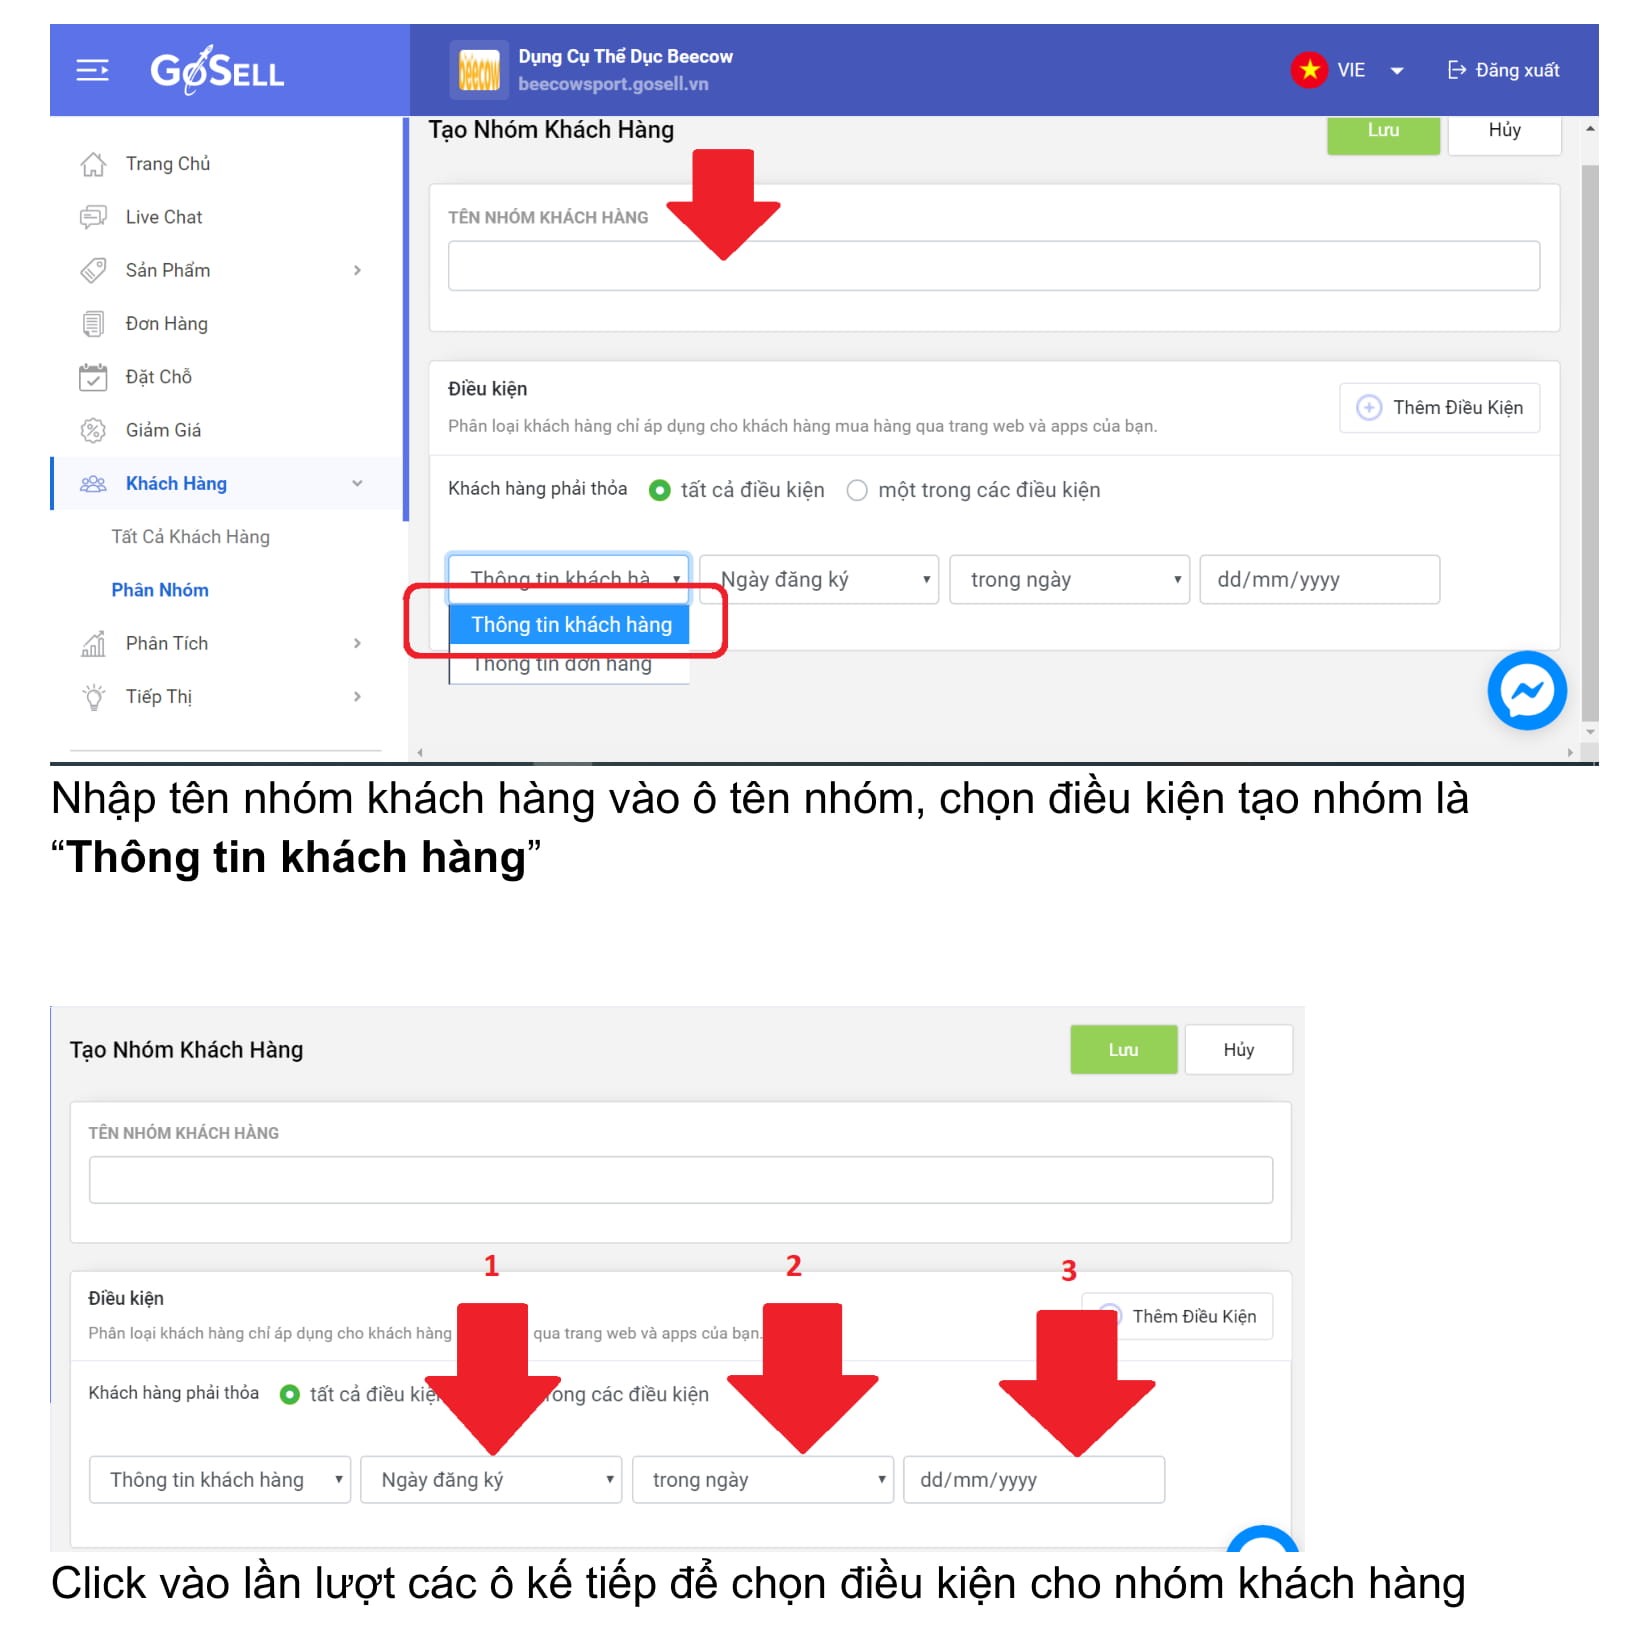 GoSELL
Dụng Cụ Thể Dục Beecow
beecow
beecowsport.gosell.vn
VIE
Đăng xuất
Tạo Nhóm Khách Hàng
Lưu
Hủy
Trang Chủ
Live Chat
Sản Phẩm
Đơn Hàng
Đặt Chỗ
Giảm Giá
Khách Hàng
Tất Cả Khách Hàng
Phân Nhóm
Phân Tích
Tiếp Thị
TÊN NHÓM KHÁCH HÀNG
Điều kiện
Phân loại khách hàng chỉ áp dụng cho khách hàng mua hàng qua trang web và apps của bạn.
Thêm Điều Kiện
Khách hàng phải thỏa tất cả điều kiện một trong các điều kiện
Thông tin khách hà Ngày đăng ký trong ngày dd/mm/yyyy
Thông tin khách hàng
Thông tin đơn hàng
Nhập tên nhóm khách hàng vào ô tên nhóm, chọn điều kiện tạo nhóm là
“Thông tin khách hàng”
Tạo Nhóm Khách Hàng
Lưu
Hủy
TÊN NHÓM KHÁCH HÀNG
1 2 3
Điều kiện
Phân loại khách hàng chỉ áp dụng cho khách hàng qua trang web và apps của bạn.
Thêm Điều Kiện
Khách hàng phải thỏa tất cả điều các điều kiện
Thông tin khách hàng Ngày đăng ký trong ngày dd/mm/yyyy
Click vào lần lượt các ô kế tiếp để chọn điều kiện cho nhóm khách hàng